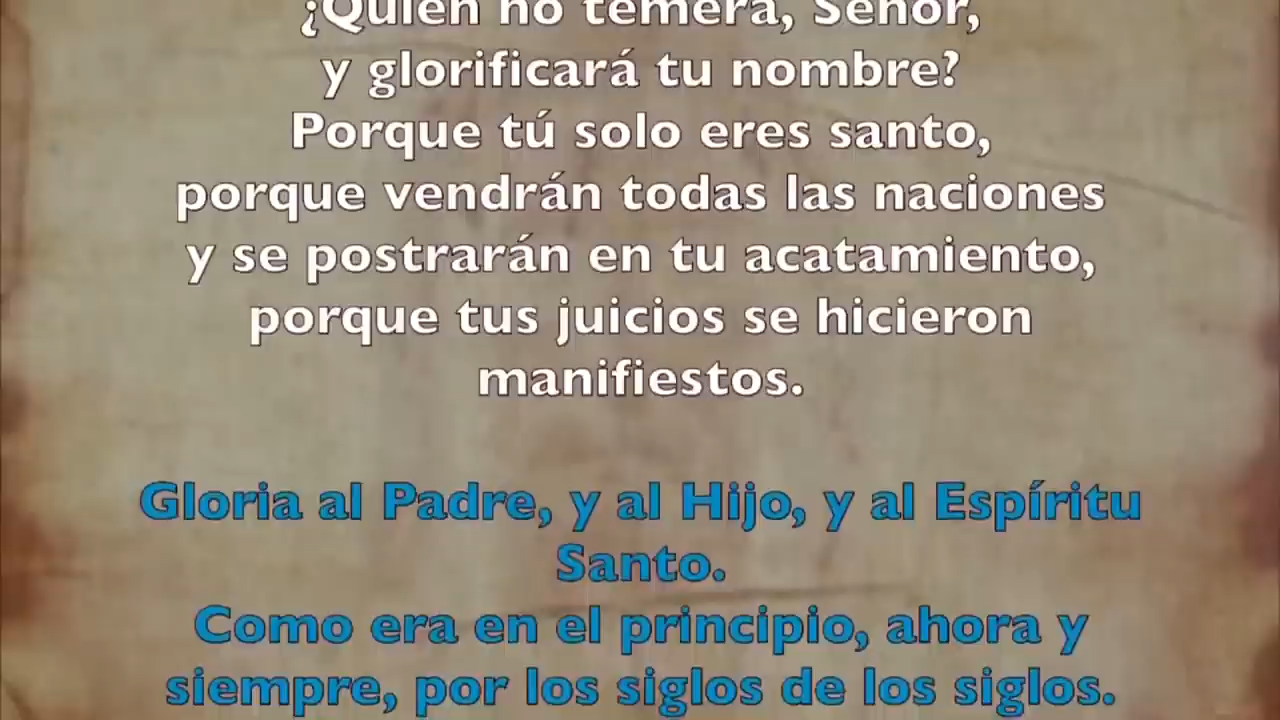 ¿Quién no temerá, Señor,
y glorificará tu nombre?
Porque tú solo eres santo,
porque vendrán todas las naciones
y se postrarán en tu acatamiento,
porque tus juicios se hicieron
manifiestos.
Gloria al Padre, y al Hijo, y al Espíritu
Santo.
Como era en el principio, ahora y
siempre, por los siglos de los siglos.